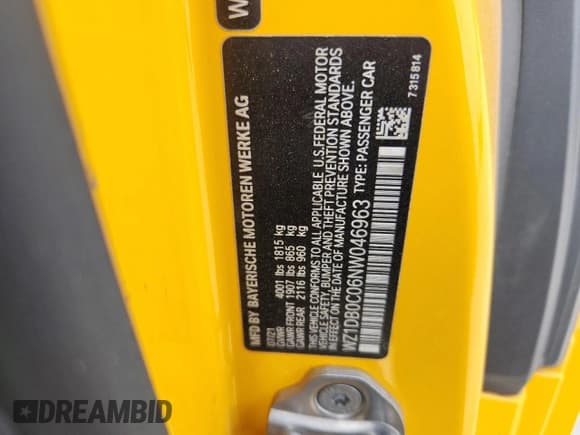 W
MFD BY BAYERISCHE MOTOREN WERKE AG
07/21
GVWR 4001 lbs 1815 kg
GAWR FRONT 1907 lbs 865 kg
GAWR REAR 2116 lbs 960 kg
THIS VEHICLE CONFORMS TO ALL APPLICABLE U.S.FEDERAL MOTOR
VEHICLE SAFETY, BUMPER AND THEFT PREVENTION STANDARDS
IN EFFECT ON THE DATE OF MANUFACTURE SHOWN ABOVE.
WZ1DB0C06NW046963 TYPE: PASSENGER CAR
7 315 814
DREAMBID